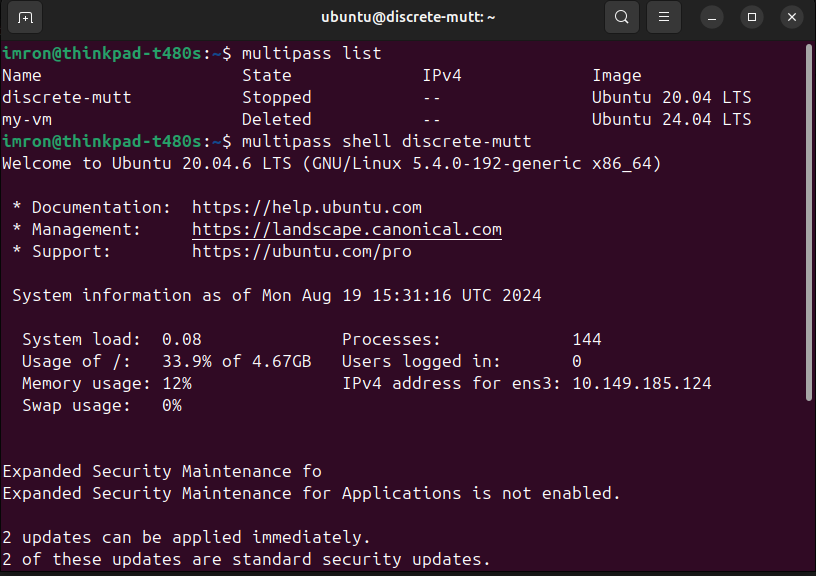 ubuntu@discrete-mutt: ~
imron@thinkpad-t480s:~$ multipass list
Name State IPv4 Image
discrete-mutt Stopped -- Ubuntu 20.04 LTS
my-vm Deleted -- Ubuntu 24.04 LTS
imron@thinkpad-t480s:~$ multipass shell discrete-mutt
Welcome to Ubuntu 20.04.6 LTS (GNU/Linux 5.4.0-192-generic x86_64)
* Documentation: https://help.ubuntu.com
* Management: https://landscape.canonical.com
* Support: https://ubuntu.com/pro
System information as of Mon Aug 19 15:31:16 UTC 2024
System load: 0.08 Processes: 144
Usage of /: 33.9% of 4.67GB Users logged in: 0
Memory usage: 12% IPv4 address for ens3: 10.149.185.124
Swap usage: 0%
Expanded Security Maintenance fo
Expanded Security Maintenance for Applications is not enabled.
2 updates can be applied immediately.
2 of these updates are standard security updates.